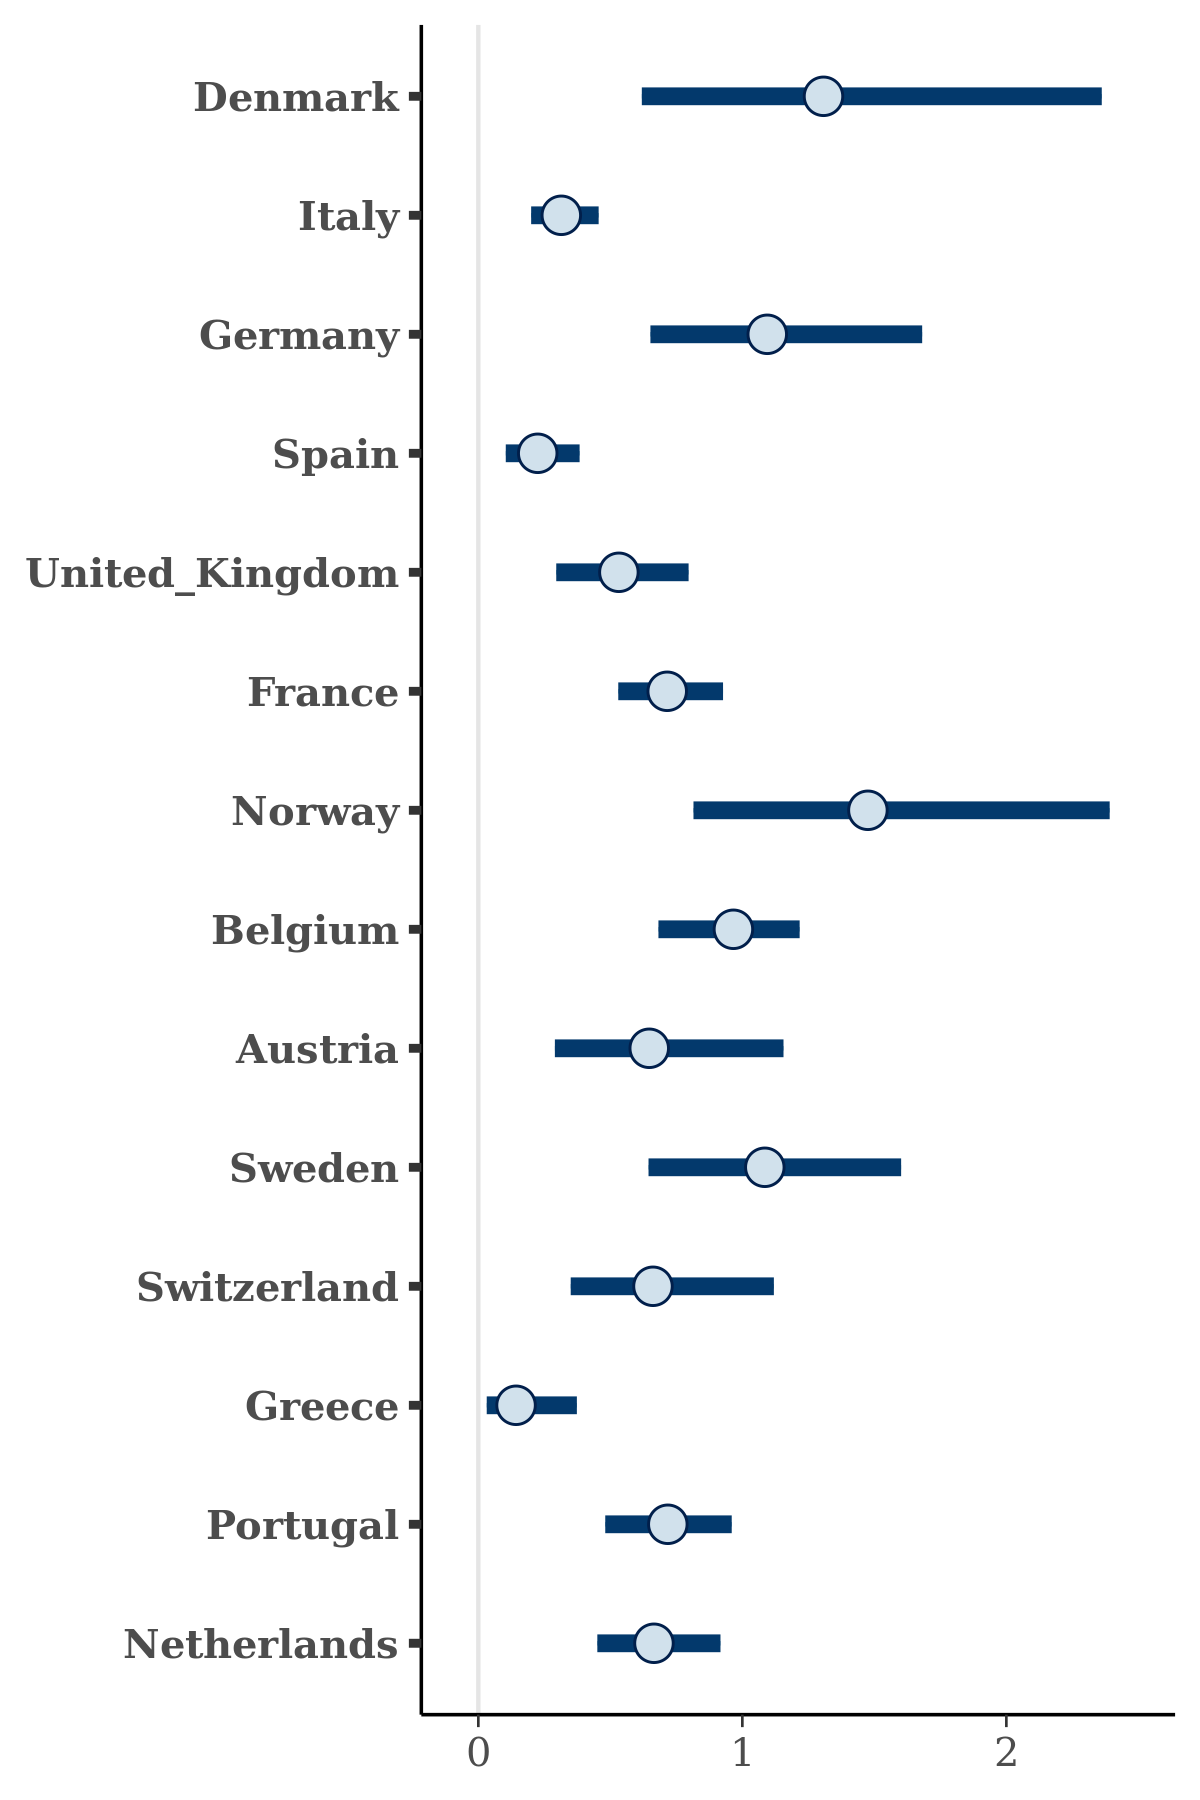 Denmark
Italy
Germany
Spain
United_Kingdom
France
Norway
Belgium
Austria
Sweden
Switzerland
Greece
Portugal
Netherlands
0 1 2